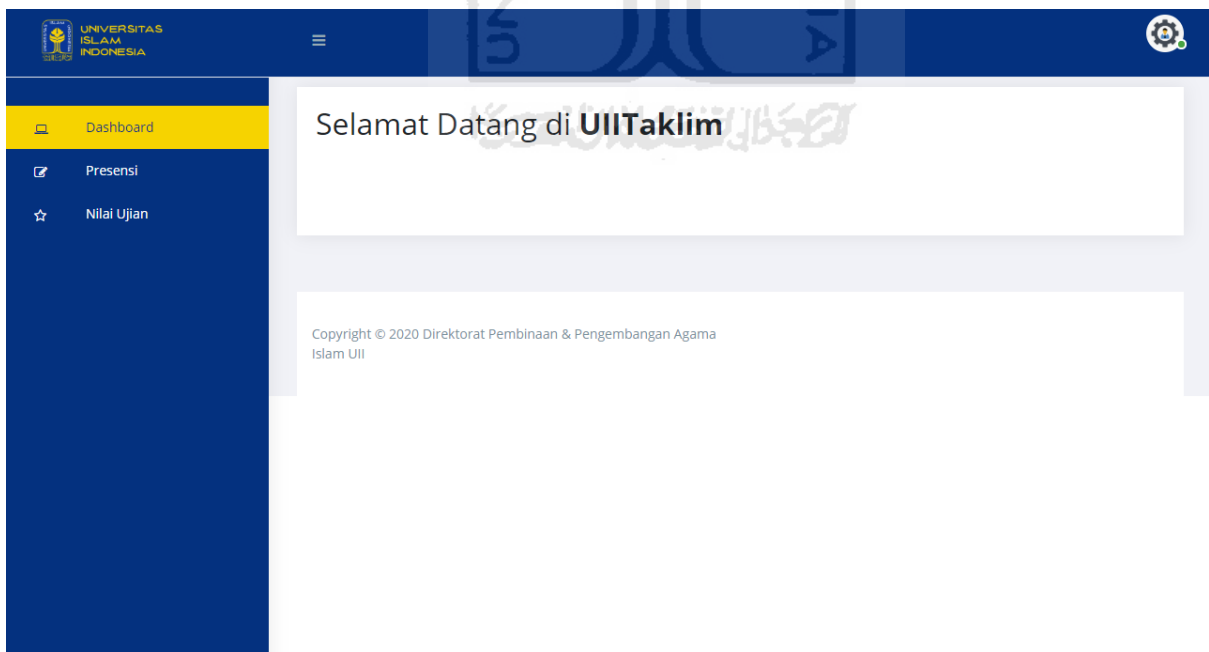 UNIVERSITAS
ISLAM
INDONESIA
Dashboard
Presensi
Nilai Ujian
Selamat Datang di UIITaklim
Copyright © 2020 Direktorat Pembinaan & Pengembangan Agama
Islam UII